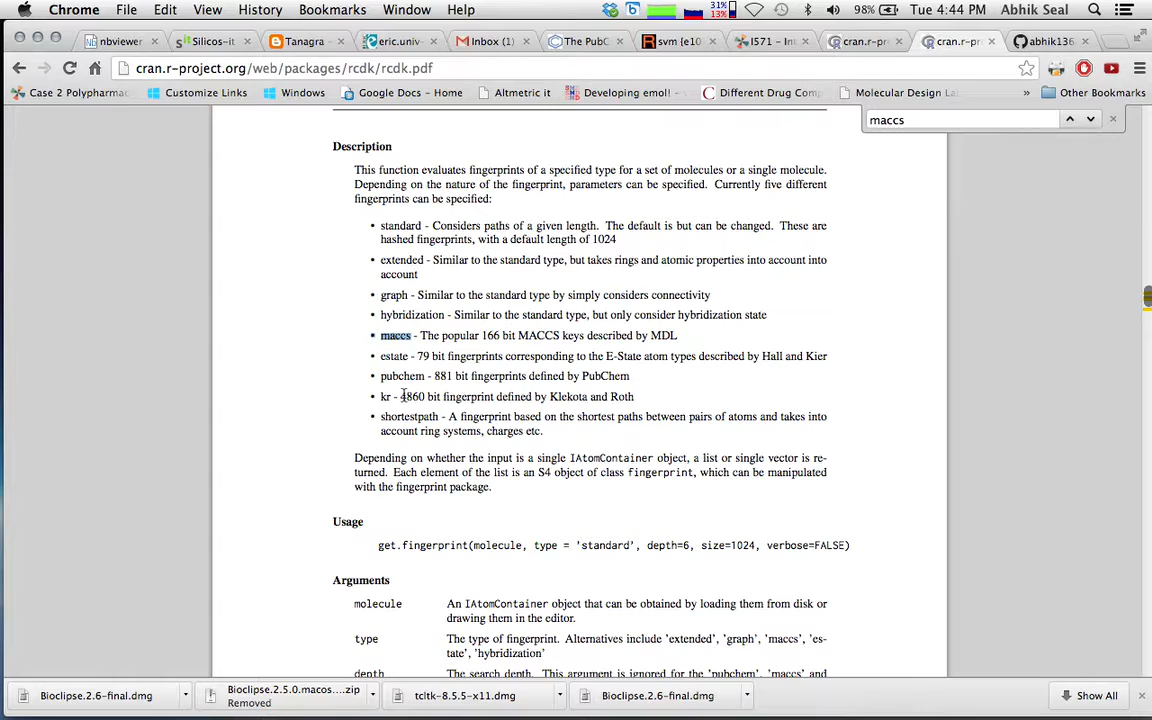 Chrome File Edit View History Bookmarks Window Help 31% 13% 98% Tue 4:44 PM Abhik Seal
nbviewer Silicos-it Tanagra - eric.univ- Inbox (1) The PubC svm {e10 I571 – Int cran.r-pr cran.r-pr abhik136
cran.r-project.org/web/packages/rcdk/rcdk.pdf
Case 2 Polypharmac Customize Links Windows Google Docs - Home Altmetric it Developing emol! Different Drug Comp Molecular Design La » Other Bookmarks
maccs
Description
This function evaluates fingerprints of a specified type for a set of molecules or a single molecule.
Depending on the nature of the fingerprint, parameters can be specified. Currently five different
fingerprints can be specified:
• standard - Considers paths of a given length. The default is but can be changed. These are
hashed fingerprints, with a default length of 1024
• extended - Similar to the standard type, but takes rings and atomic properties into account into
account
• graph - Similar to the standard type by simply considers connectivity
• hybridization - Similar to the standard type, but only consider hybridization state
• maccs - The popular 166 bit MACCS keys described by MDL
• estate - 79 bit fingerprints corresponding to the E-State atom types described by Hall and Kier
• pubchem - 881 bit fingerprints defined by PubChem
• kr - 4860 bit fingerprint defined by Klekota and Roth
• shortestpath - A fingerprint based on the shortest paths between pairs of atoms and takes into
account ring systems, charges etc.
Depending on whether the input is a single IAtomContainer object, a list or single vector is re-
turned. Each element of the list is an S4 object of class fingerprint, which can be manipulated
with the fingerprint package.
Usage
get.fingerprint(molecule, type = 'standard', depth=6, size=1024, verbose=FALSE)
Arguments
molecule An IAtomContainer object that can be obtained by loading them from disk or
drawing them in the editor.
type The type of fingerprint. Alternatives include 'extended', 'graph', 'maccs', 'es-
tate', 'hybridization'
depth The search depth. This argument is ignored for the 'pubchem', 'maccs' and
Bioclipse.2.6-final.dmg Bioclipse.2.5.0.macos....zip tcltk-8.5.5-x11.dmg Bioclipse.2.6-final.dmg Show All
Removed